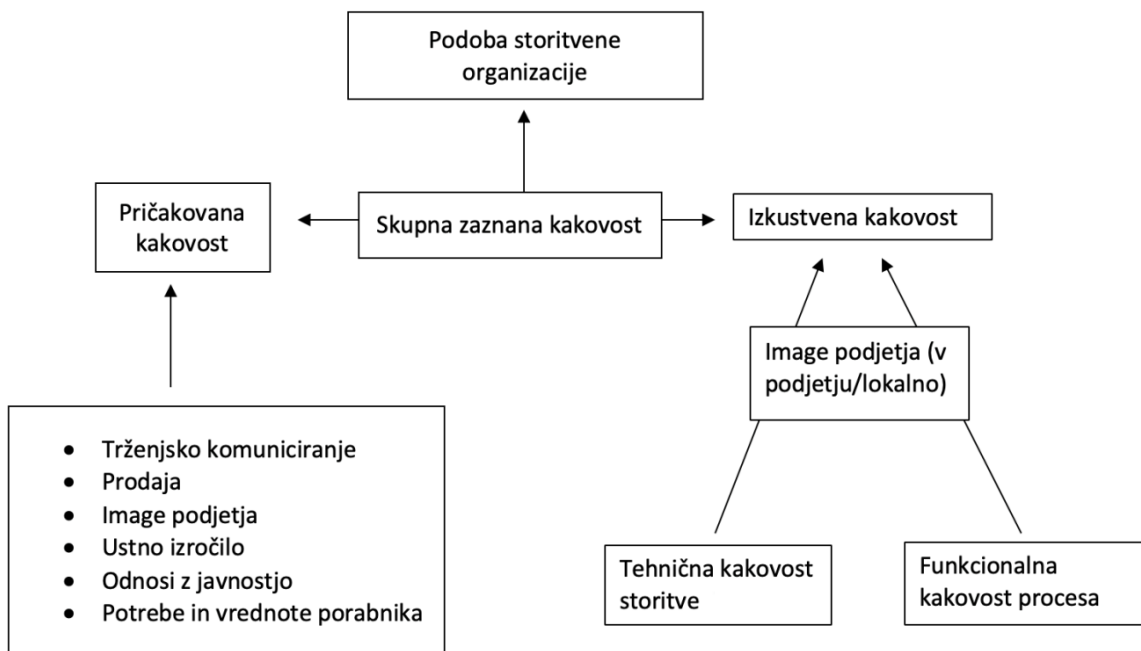 Podoba storitvene
organizacije
Pričakovana
kakovost
Skupna zaznana kakovost
Izkustvena kakovost
Image podjetja (v
podjetju/lokalno)
• Trženjsko komuniciranje
• Prodaja
• Image podjetja
• Ustno izročilo
• Odnosi z javnostjo
• Potrebe in vrednote porabnika
Tehnična kakovost
storitve
Funkcionalna
kakovost procesa